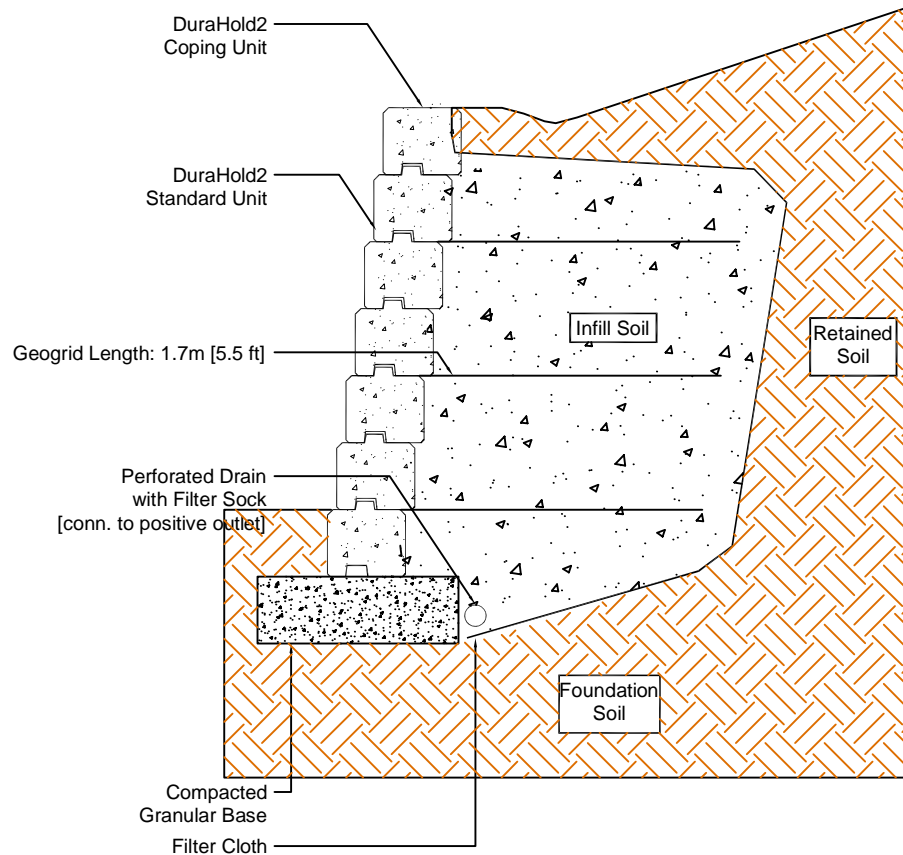 DuraHold2
Coping Unit
DuraHold2
Standard Unit
Infill Soil
Retained
Soil
Geogrid Length: 1.7m [5.5 ft]
Perforated Drain
with Filter Sock
[conn. to positive outlet]
Foundation
Soil
Compacted
Granular Base
Filter Cloth